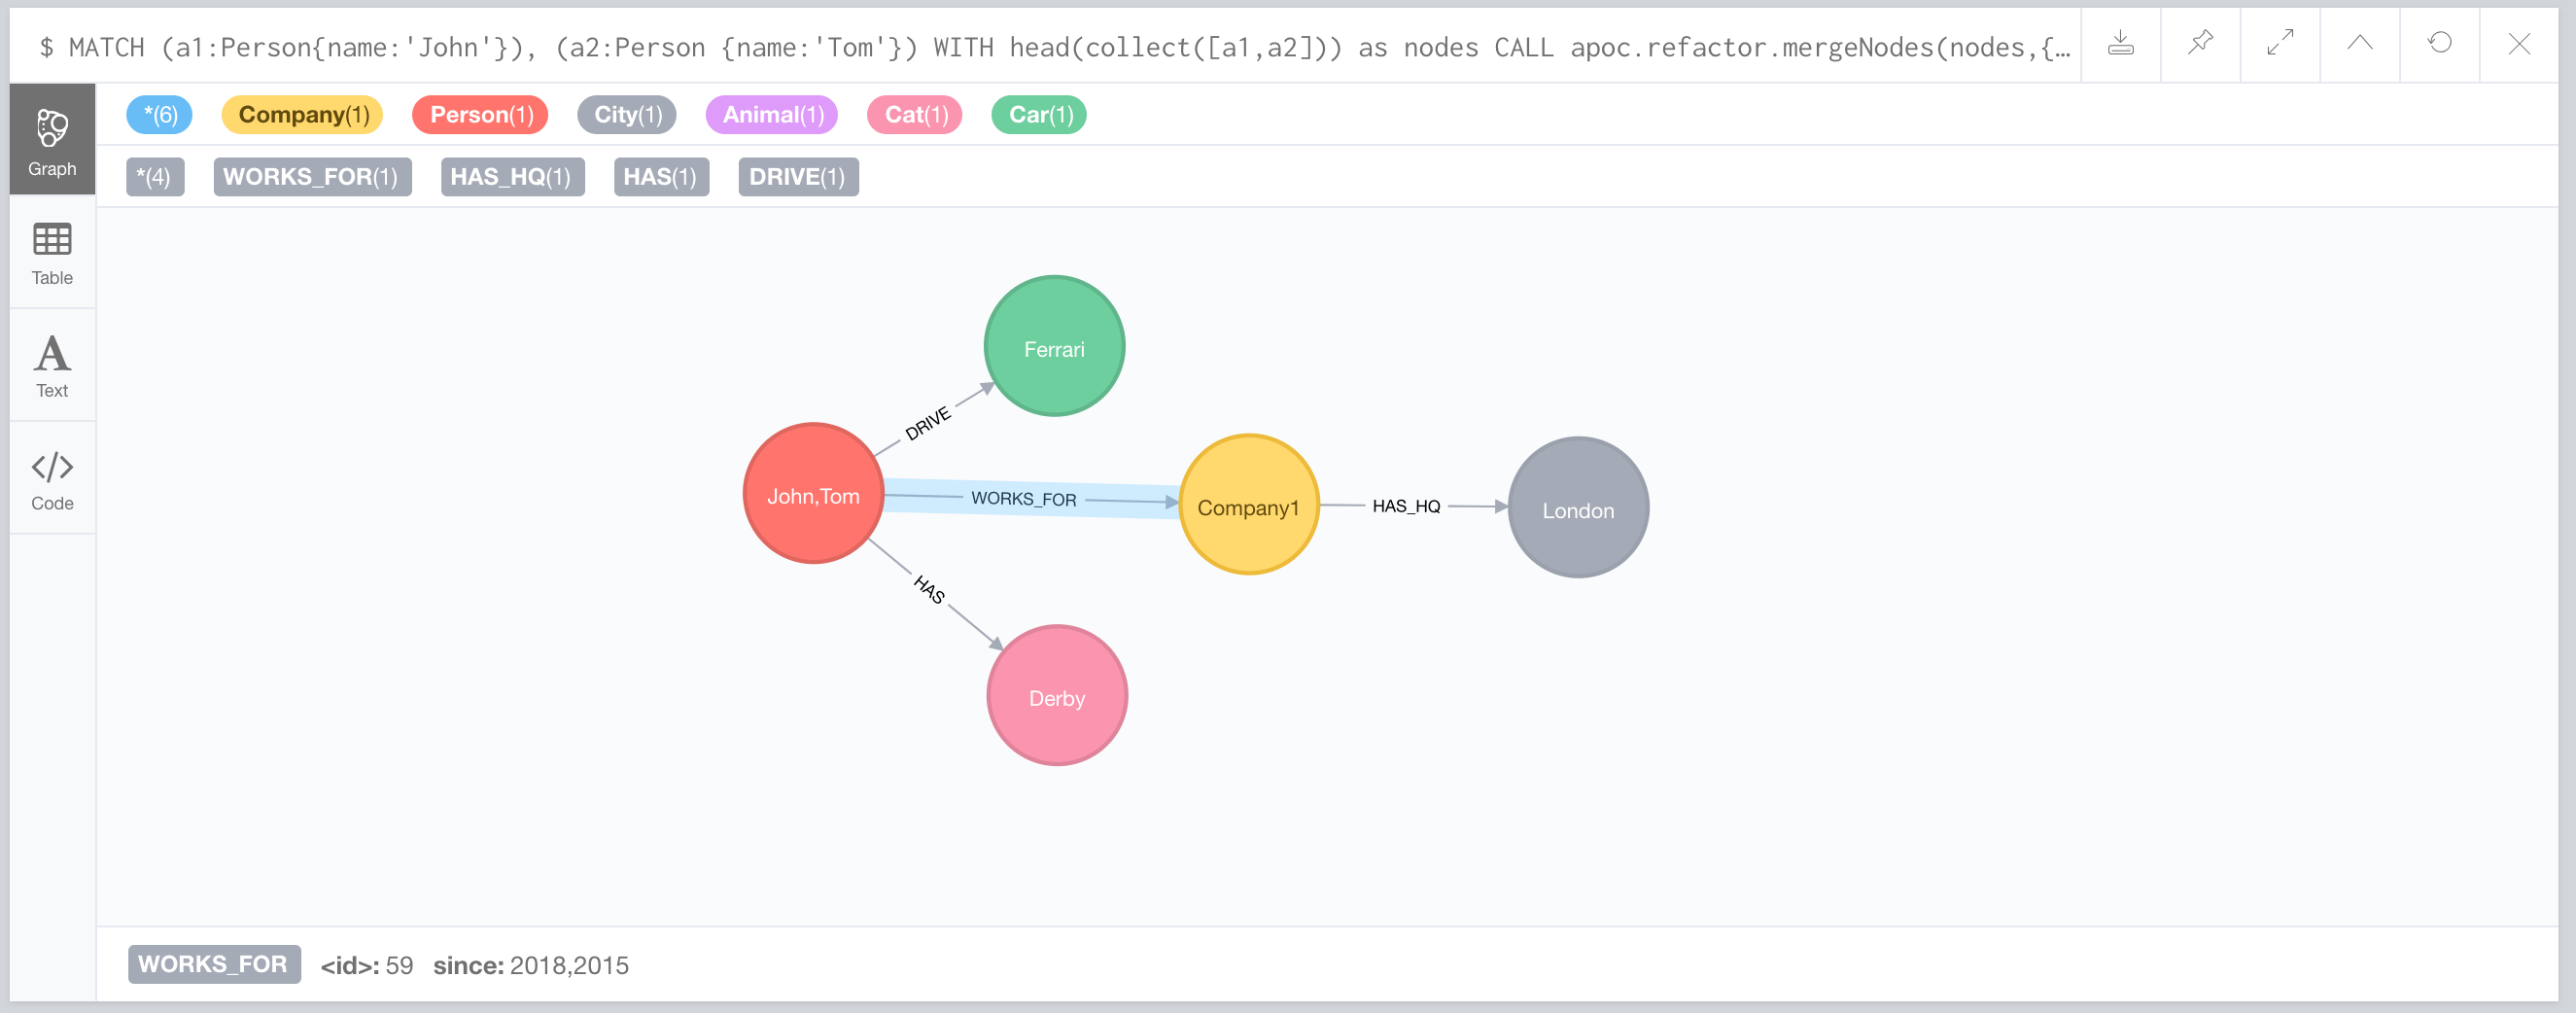 $ MATCH (a1:Person{name:'John'}), (a2:Person {name:'Tom'}) WITH head(collect([a1,a2])) as nodes CALL apoc.refactor.mergeNodes(nodes,{…
*(6) Company(1) Person(1) City(1) Animal(1) Cat(1) Car(1)
*(4) WORKS_FOR(1) HAS_HQ(1) HAS(1) DRIVE(1)
Graph
Table
Text
Code
Ferrari
DRIVE
John,Tom
WORKS_FOR
Company1
HAS_HQ
London
HAS
Derby
WORKS_FOR <id>: 59 since: 2018,2015